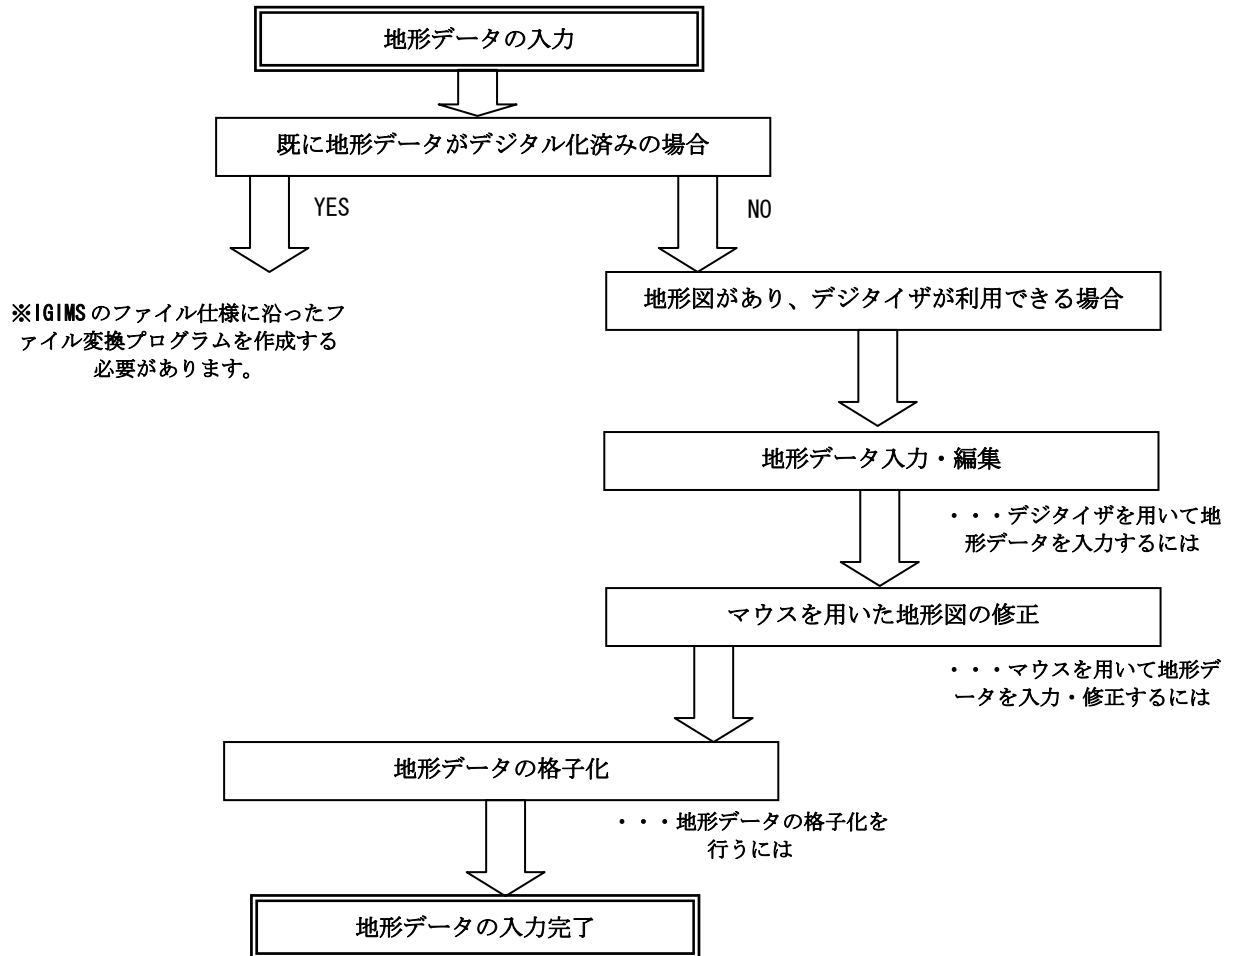 地形データの入力
既に地形データがデジタル化済みの場合
YES
NO
地形図があり、デジタイザが利用できる場合
※IGIMSのファイル仕様に沿ったフ
ァイル変換プログラムを作成する
必要があります。
地形データ入力・編集
・・・デジタイザを用いて地
形データを入力するには
マウスを用いた地形図の修正
・・・マウスを用いて地形デ
ータを入力・修正するには
地形データの格子化
・・・地形データの格子化を
行うには
地形データの入力完了